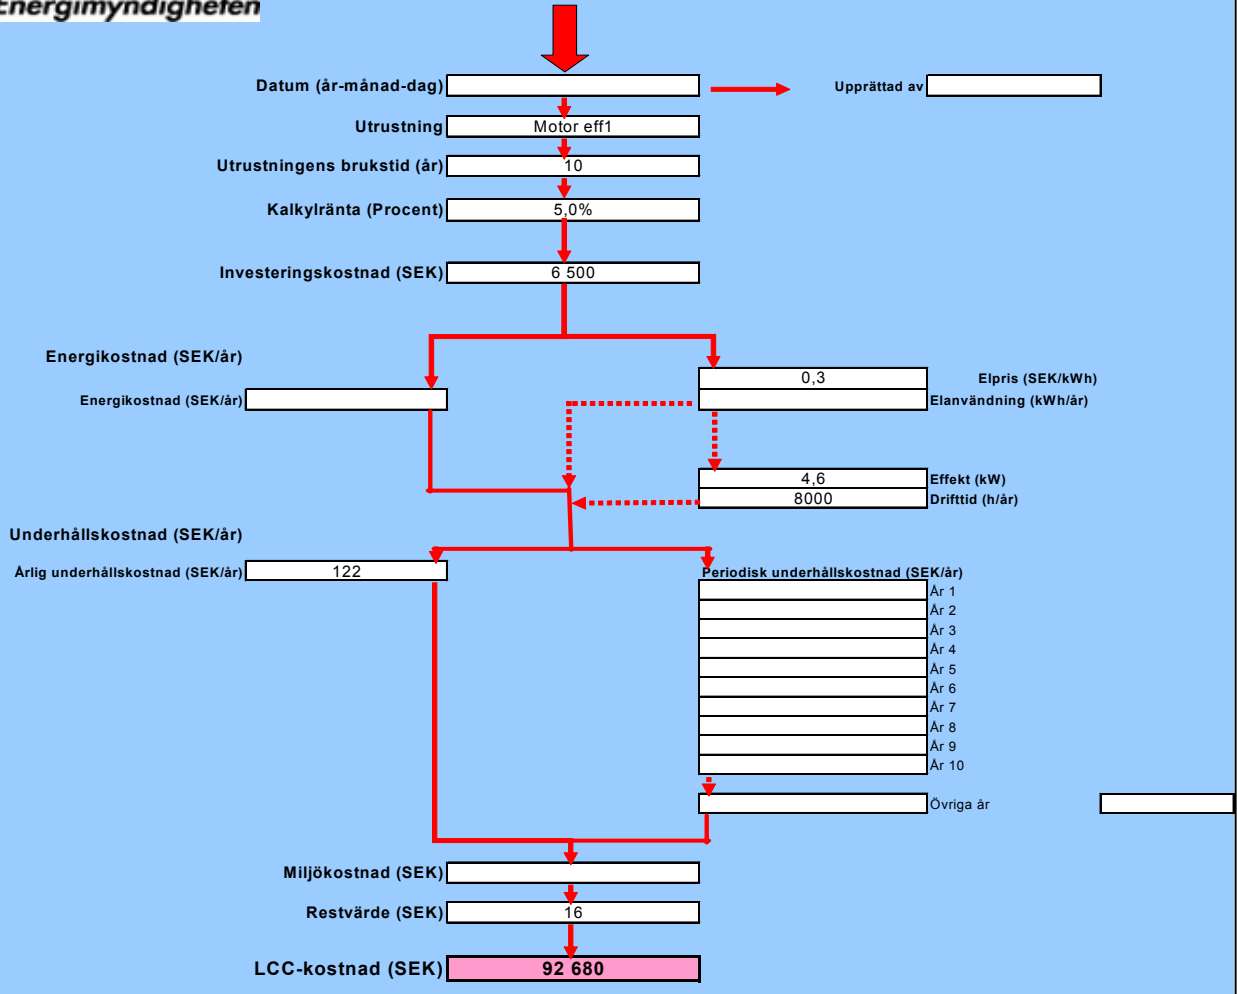 Energimyndigheten
Datum (år-månad-dag)
Upprättad av
Utrustning Motor eff1
Utrustningens brukstid (år) 10
Kalkylränta (Procent) 5,0%
Investeringskostnad (SEK) 6 500
Energikostnad (SEK/år)
0,3 Elpris (SEK/kWh)
Energikostnad (SEK/år)
Elanvändning (kWh/år)
4,6 Effekt (kW)
8000 Drifttid (h/år)
Underhållskostnad (SEK/år)
Årlig underhållskostnad (SEK/år) 122
Periodisk underhållskostnad (SEK/år)
År 1
År 2
År 3
År 4
År 5
År 6
År 7
År 8
År 9
År 10
Övriga år
Miljökostnad (SEK)
Restvärde (SEK) 16
LCC-kostnad (SEK) 92 680